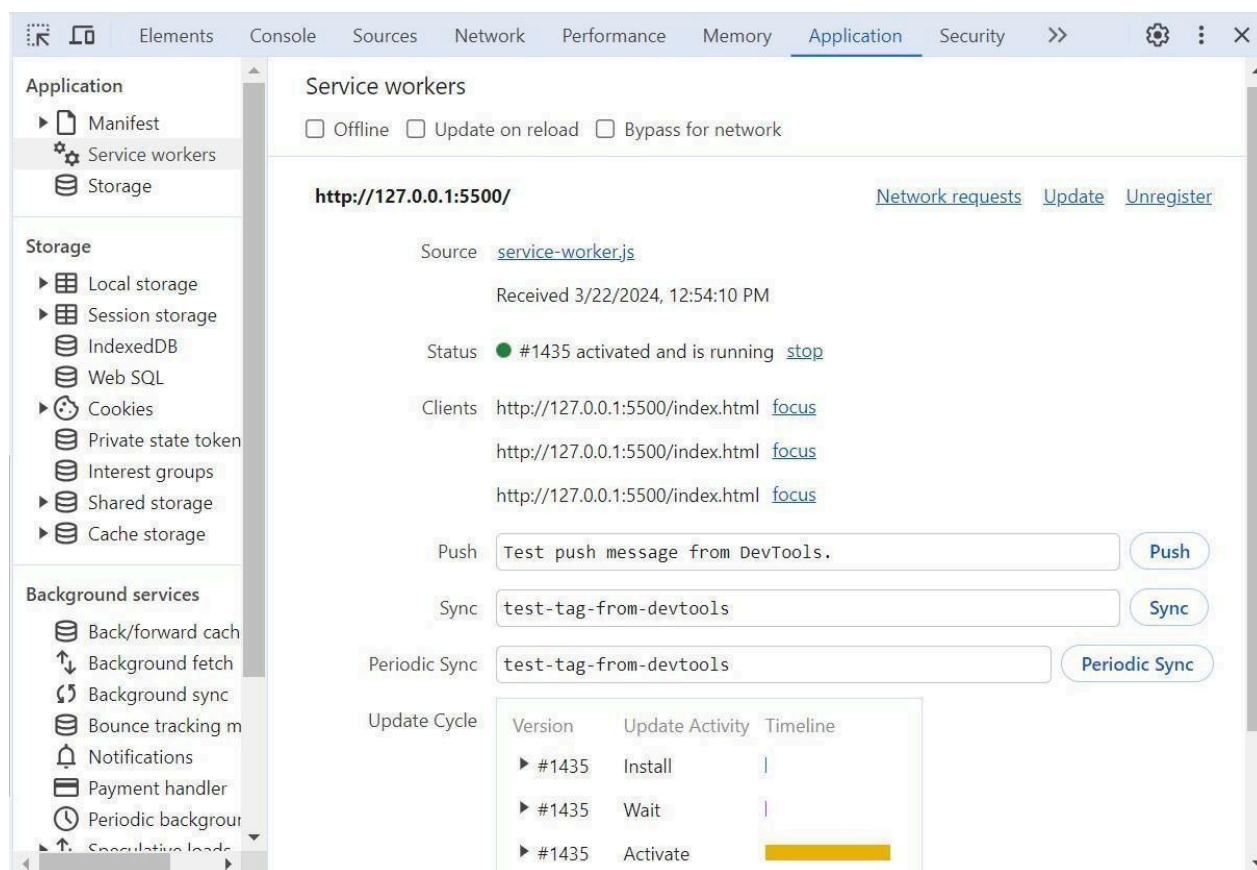 Elements Console Sources Network Performance Memory Application Security
Application
Manifest
Service workers
Storage
Storage
Local storage
Session storage
IndexedDB
Web SQL
Cookies
Private state token
Interest groups
Shared storage
Cache storage
Background services
Back/forward cach
Background fetch
Background sync
Bounce tracking m
Notifications
Payment handler
Periodic backgrour
Speculative loads
Service workers
Offline Update on reload Bypass for network
http://127.0.0.1:5500/ Network requests Update Unregister
Source service-worker.js
Received 3/22/2024, 12:54:10 PM
Status #1435 activated and is running stop
Clients http://127.0.0.1:5500/index.html focus
http://127.0.0.1:5500/index.html focus
http://127.0.0.1:5500/index.html focus
Push Test push message from DevTools. Push
Sync test-tag-from-devtools Sync
Periodic Sync test-tag-from-devtools Periodic Sync
Update Cycle Version Update Activity Timeline
#1435 Install
#1435 Wait
#1435 Activate